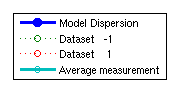 Model Dispersion
Dataset -1
Dataset 1
Average measurement